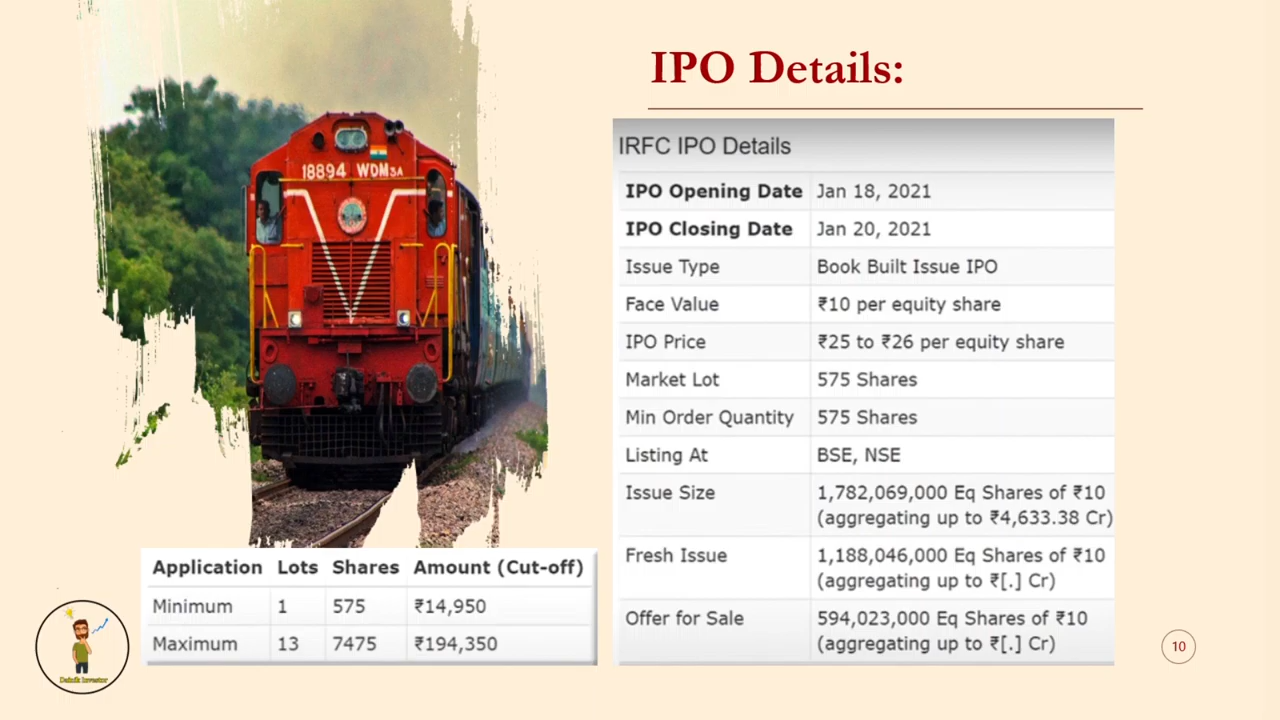 IPO Details:
18894 WDM3A
IRFC IPO Details
IPO Opening Date Jan 18, 2021
IPO Closing Date Jan 20, 2021
Issue Type Book Built Issue IPO
Face Value ₹10 per equity share
IPO Price ₹25 to ₹26 per equity share
Market Lot 575 Shares
Min Order Quantity 575 Shares
Listing At BSE, NSE
Issue Size 1,782,069,000 Eq Shares of ₹10
(aggregating up to ₹4,633.38 Cr)
Fresh Issue 1,188,046,000 Eq Shares of ₹10
(aggregating up to ₹[.] Cr)
Offer for Sale 594,023,000 Eq Shares of ₹10
(aggregating up to ₹[.] Cr)
Application Lots Shares Amount (Cut-off)
Minimum 1 575 ₹14,950
Maximum 13 7475 ₹194,350
Dainik Investor
10